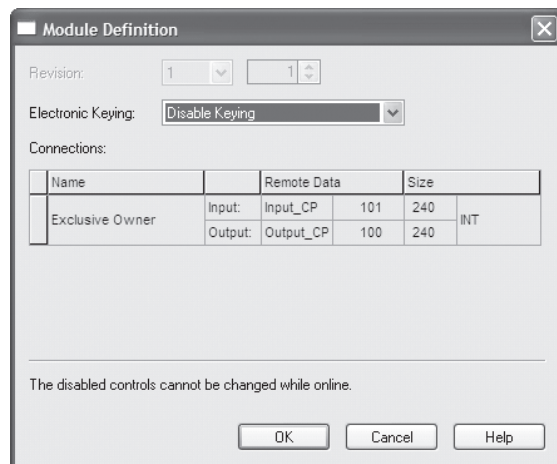 Module Definition
Revision: 1 1
Electronic Keying: Disable Keying
Connections:
Name Remote Data Size
Exclusive Owner Input: Input_CP 101 240 INT
Output: Output_CP 100 240
The disabled controls cannot be changed while online.
OK Cancel Help